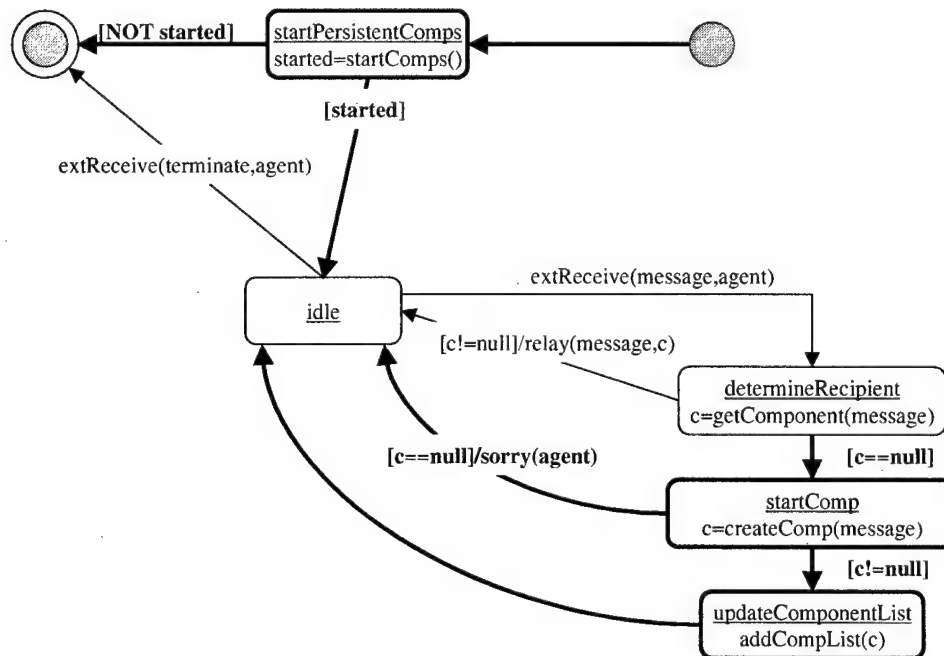 [NOT started]
startPersistentComps
started=startComps()
[started]
extReceive(terminate,agent)
extReceive(message,agent)
idle
[c!=null]/relay(message,c)
determineRecipient
c=getComponent(message)
[c==null]/sorry(agent)
[c==null]
startComp
c=createComp(message)
[c!=null]
updateComponentList
addCompList(c)